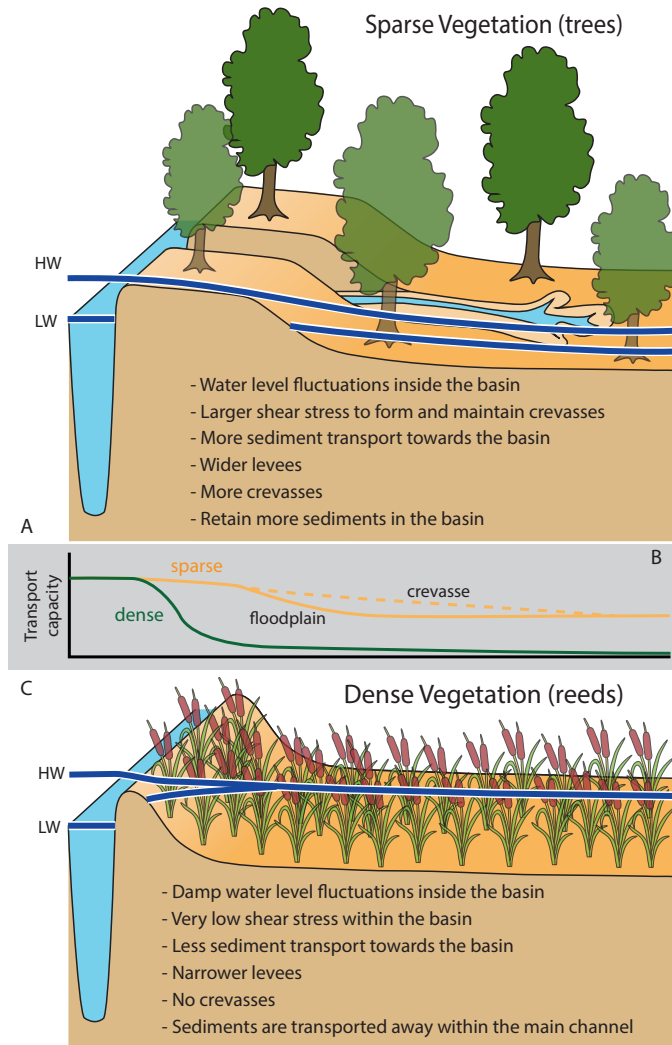 Sparse Vegetation (trees)
HW
LW
- Water level fluctuations inside the basin
- Larger shear stress to form and maintain crevasses
- More sediment transport towards the basin
- Wider levees
- More crevasses
- Retain more sediments in the basin
A
B
Transport
capacity
sparse
crevasse
dense
floodplain
C
Dense Vegetation (reeds)
HW
LW
- Damp water level fluctuations inside the basin
- Very low shear stress within the basin
- Less sediment transport towards the basin
- Narrower levees
- No crevasses
- Sediments are transported away within the main channel